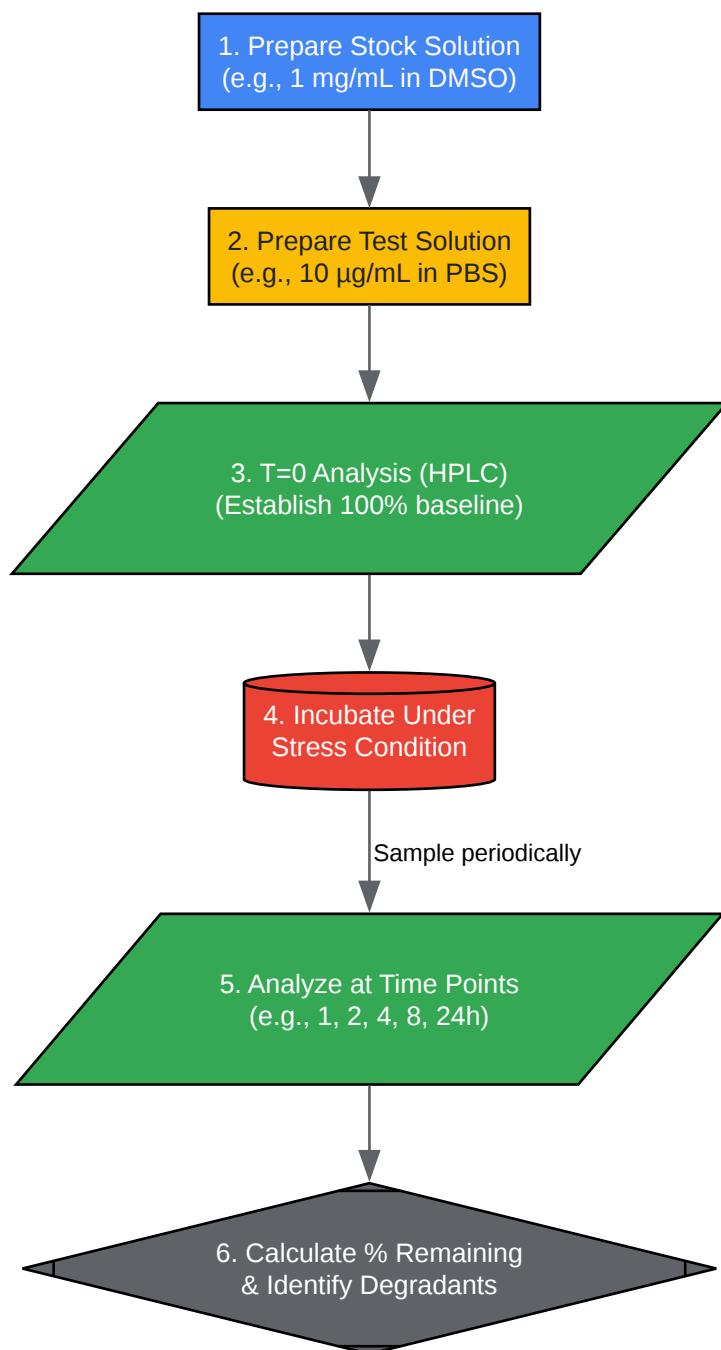 1. Prepare Stock Solution
(e.g., 1 mg/mL in DMSO)
2. Prepare Test Solution
(e.g., 10 µg/mL in PBS)
3. T=0 Analysis (HPLC)
(Establish 100% baseline)
4. Incubate Under
Stress Condition
Sample periodically
5. Analyze at Time Points
(e.g., 1, 2, 4, 8, 24h)
6. Calculate % Remaining
& Identify Degradants